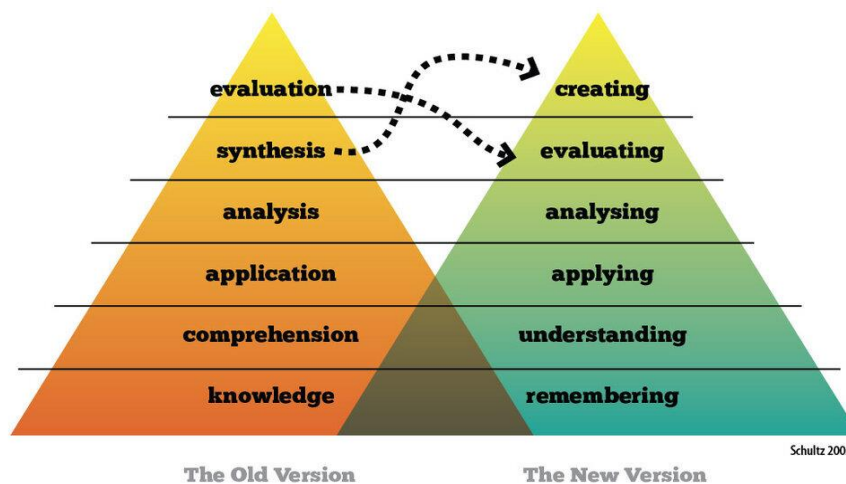 evaluation creating
synthesis evaluating
analysis analysing
application applying
comprehension understanding
knowledge remembering
Schultz 200
The Old Version The New Version